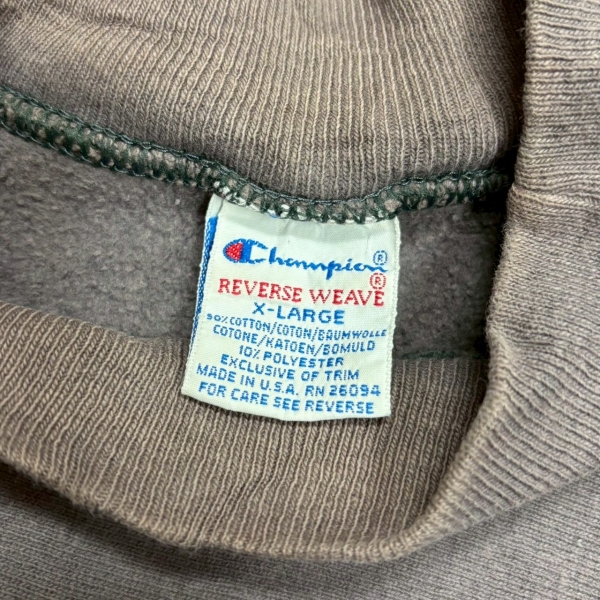 Champion®
REVERSE WEAVE®
X-LARGE
90% COTTON/COTON/BAUMWOLLE
COTONE/KATOEN/BOMULD
10% POLYESTER
EXCLUSIVE OF TRIM
MADE IN U.S.A. RN 26094
FOR CARE SEE REVERSE